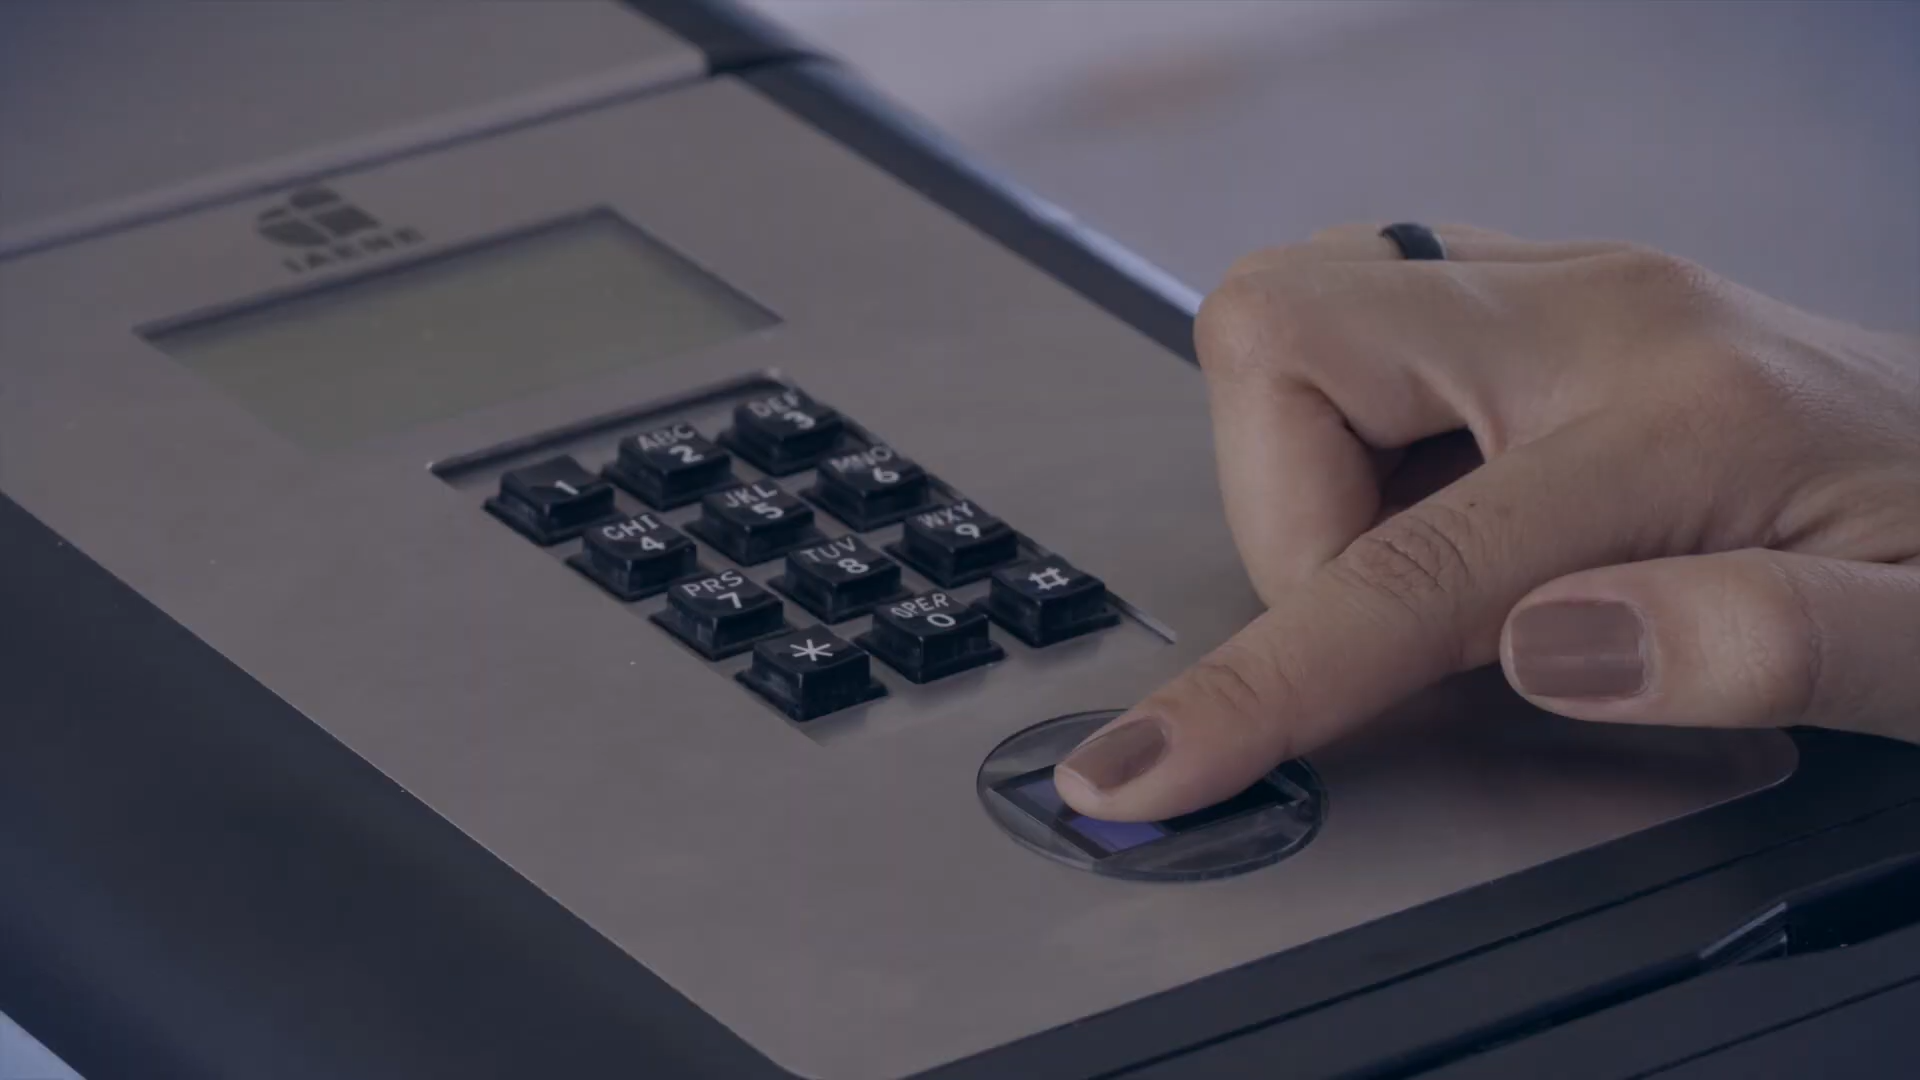 1
ABC 2
DEF 3
GHI 4
JKL 5
MNO 6
PRS 7
TUV 8
WXY 9
*
OPER 0
#